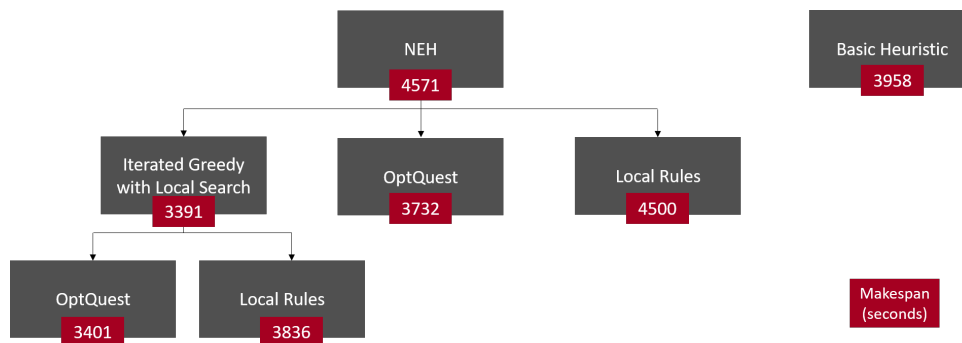 NEH
4571
Basic Heuristic
3958
Iterated Greedy
with Local Search
3391
OptQuest
3732
Local Rules
4500
OptQuest
3401
Local Rules
3836
Makespan
(seconds)